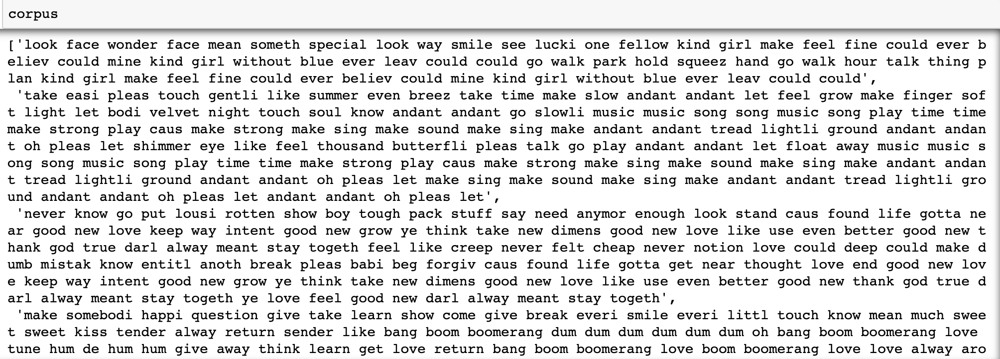 corpus
['look face wonder face mean someth special look way smile see lucki one fellow kind girl make feel fine could ever b
eliev could mine kind girl without blue ever leav could could go walk park hold squeez hand go walk hour talk thing p
lan kind girl make feel fine could ever believ could mine kind girl without blue ever leav could could',
 'take easi pleas touch gentli like summer even breez take time make slow andant andant let feel grow make finger sof
t light let bodi velvet night touch soul know andant andant go slowli music music song song music song play time time
make strong play caus make strong make sing make sound make sing make andant andant tread lightli ground andant andan
t oh pleas let shimmer eye like feel thousand butterfli pleas talk go play andant andant let float away music music s
ong song music song play time time make strong play caus make strong make sing make sound make sing make andant andan
t tread lightli ground andant andant oh pleas let make sing make sound make sing make andant andant tread lightli gro
und andant andant oh pleas let andant andant oh pleas let',
 'never know go put lousi rotten show boy tough pack stuff say need anymor enough look stand caus found life gotta ne
ar good new love keep way intent good new grow ye think take new dimens good new love like use even better good new t
hank god true darl alway meant stay togeth feel like creep never felt cheap never notion love could deep could make d
umb mistak know entitl anoth break pleas babi beg forgiv caus found life gotta get near thought love end good new lov
e keep way intent good new grow ye think take new dimens good new love like use even better good new thank god true d
arl alway meant stay togeth ye love feel good new darl alway meant stay togeth',
 'make somebodi happi question give take learn show come give break everi smile everi littl touch know mean much swee
t sweet kiss tender alway return sender like bang boom boomerang dum dum dum dum dum dum oh bang boom boomerang love
tune hum de hum hum give away think learn get love return bang boom boomerang love boom boomerang love love alway aro